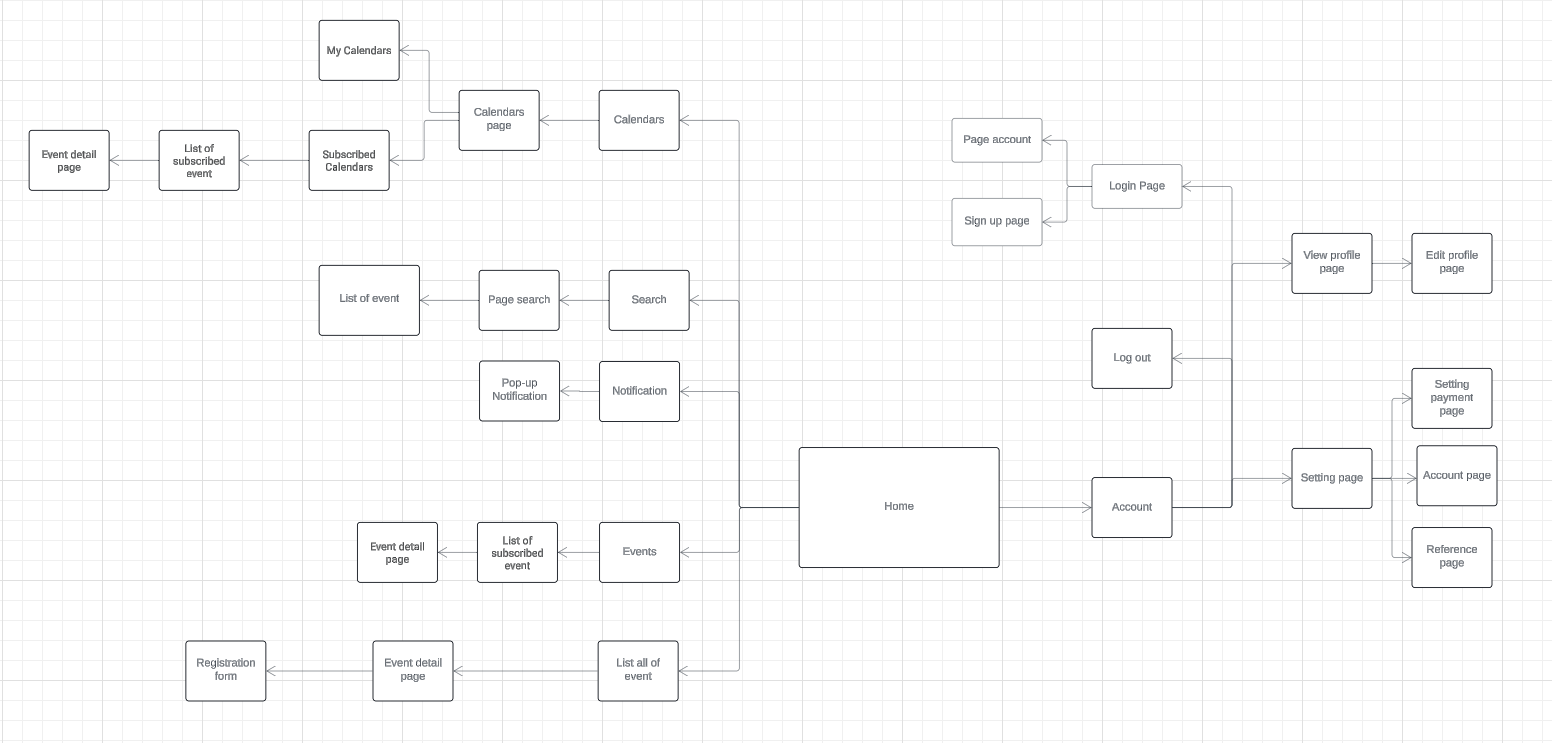 My Calendars
Calendars
page
Calendars
Event detail
page
List of
subscribed
event
Subscribed
Calendars
Page account
Login Page
Sign up page
View profile
page
Edit profile
page
List of event
Page search
Search
Pop-up
Notification
Notification
Log out
Setting
payment
page
Setting page
Account page
Home
Account
Reference
page
Event detail
page
List of
subscribed
event
Events
Registration
form
Event detail
page
List all of
event